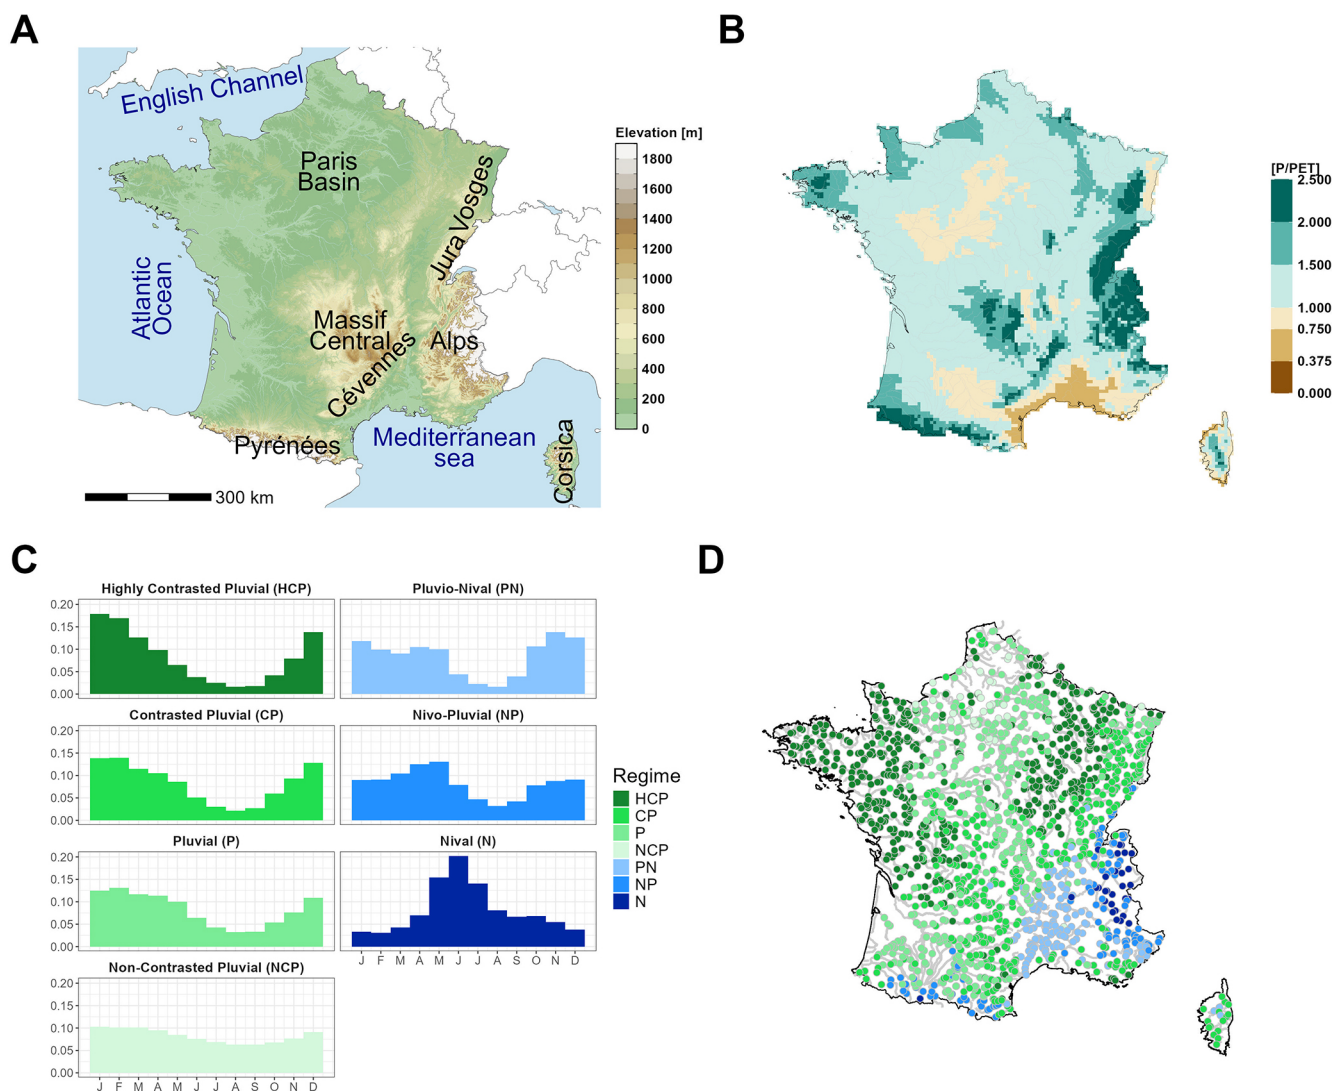 A
English Channel
Paris
Basin
Vosges
Jura
Atlantic
Ocean
Massif
Central
Alps
Cévennes
Pyrénées
Mediterranean
sea
Corsica
300 km
Elevation [m]
1800
1600
1400
1200
1000
800
600
400
200
0
B
[P/PET]
2.500
2.000
1.500
1.000
0.750
0.375
0.000
C
Highly Contrasted Pluvial (HCP)
0.20
0.15
0.10
0.05
0.00
Pluvio-Nival (PN)
Contrasted Pluvial (CP)
0.20
0.15
0.10
0.05
0.00
Nivo-Pluvial (NP)
Pluvial (P)
0.20
0.15
0.10
0.05
0.00
Nival (N)
J F M A M J J A S O N D
Non-Contrasted Pluvial (NCP)
0.20
0.15
0.10
0.05
0.00
J F M A M J J A S O N D
Regime
HCP
CP
P
NCP
PN
NP
N
D